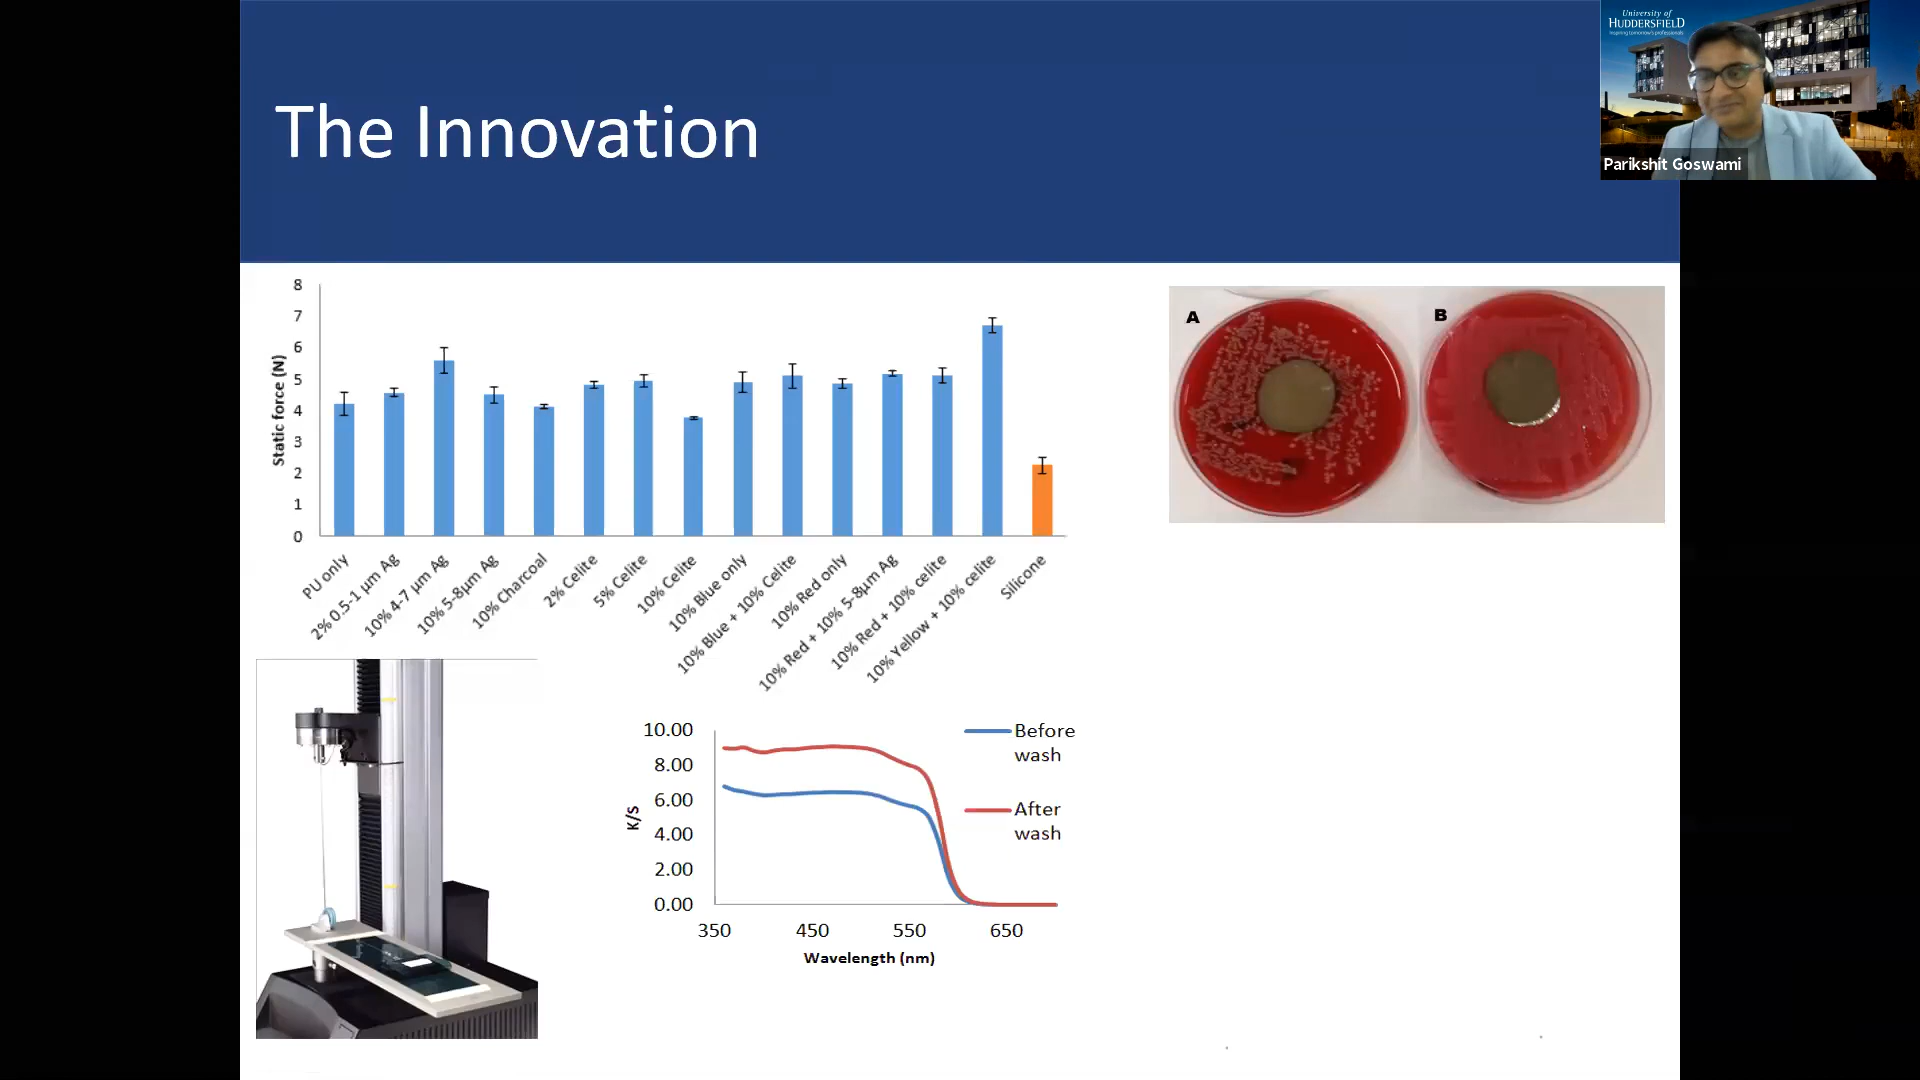 The Innovation
University of
HUDDERSFIELD
Inspiring tomorrow's professionals
Parikshit Goswami
8
7
6
5
4
3
2
1
0
Static force (N)
PU only
2% 0.5-1 µm Ag
10% 4-7 µm Ag
10% 5-8µm Ag
10% Charcoal
2% Celite
5% Celite
10% Celite
10% Blue only
10% Blue + 10% Celite
10% Red only
10% Red + 10% 5-8µm Ag
10% Red + 10% celite
10% Yellow + 10% celite
Silicone
A
B
10.00
8.00
6.00
4.00
2.00
0.00
K/S
350
450
550
650
Wavelength (nm)
Before
wash
After
wash